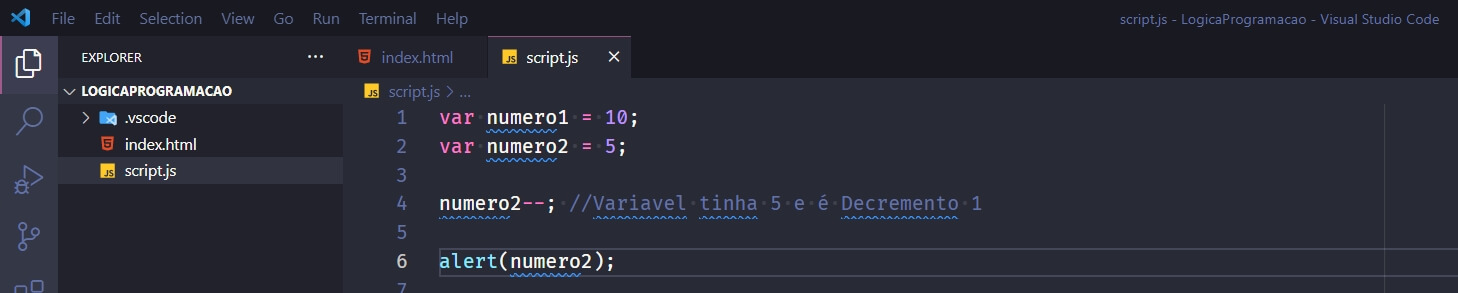 File Edit Selection View Go Run Terminal Help script.js - LogicaProgramacao - Visual Studio Code
EXPLORER ···
LOGICAPROGRAMACAO
.vscode
index.html
script.js
index.html script.js
script.js > ...
1 var numero1 = 10;
2 var numero2 = 5;
3
4 numero2--; //Variavel tinha 5 e é Decremento 1
5
6 alert(numero2);
7